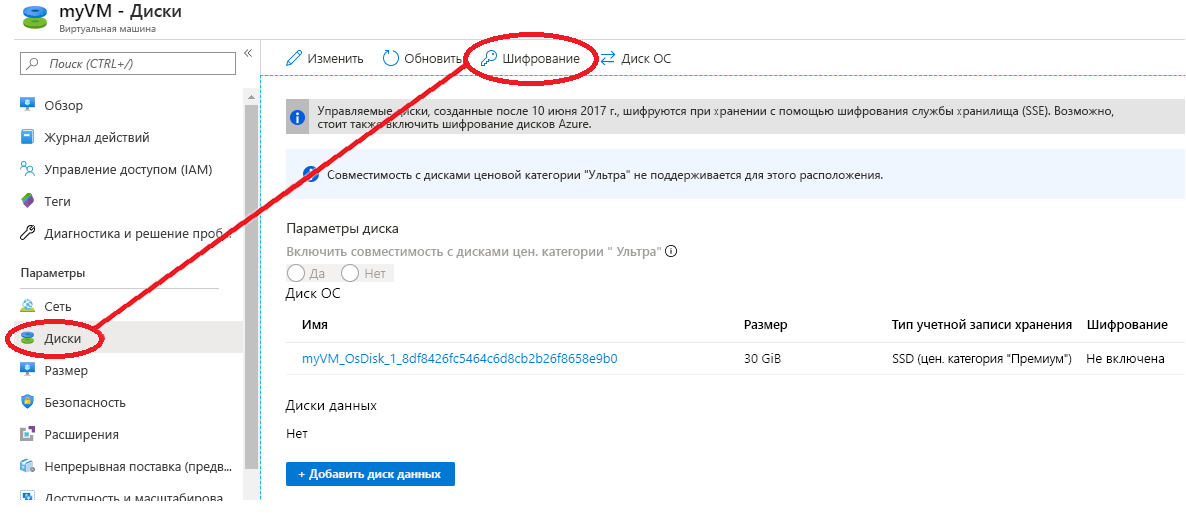 myVM - Диски
Виртуальная машина
Поиск (CTRL+/)
«
Обзор
Журнал действий
Управление доступом (IAM)
Теги
Диагностика и решение проб...
Параметры
Сеть
Диски
Размер
Безопасность
Расширения
Непрерывная поставка (предв...
Доступность и масштабирова
Изменить
Обновить
Шифрование
Диск ОС
Управляемые диски, созданные после 10 июня 2017 г., шифруются при хранении с помощью шифрования службы хранилища (SSE). Возможно,
стоит также включить шифрование дисков Azure.
Совместимость с дисками ценовой категории "Ультра" не поддерживается для этого расположения.
Параметры диска
Включить совместимость с дисками цен. категории " Ультра"
Да Нет
Диск ОС
Имя Размер Тип учетной записи хранения Шифрование
myVM_OsDisk_1_8df8426fc5464c6d8cb2b26f8658e9b0 30 GiB SSD (цен. категория "Премиум") Не включена
Диски данных
Нет
+ Добавить диск данных